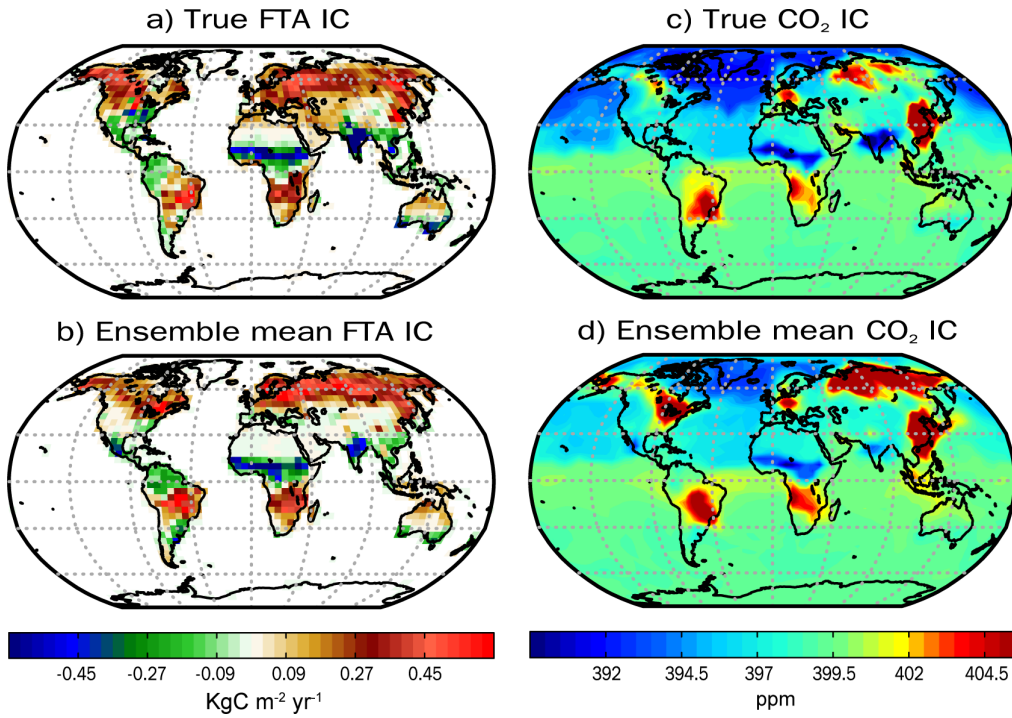 a) True FTA IC
c) True CO₂ IC
b) Ensemble mean FTA IC
d) Ensemble mean CO₂ IC
-0.45 -0.27 -0.09 0.09 0.27 0.45
KgC m⁻² yr⁻¹
392 394.5 397 399.5 402 404.5
ppm